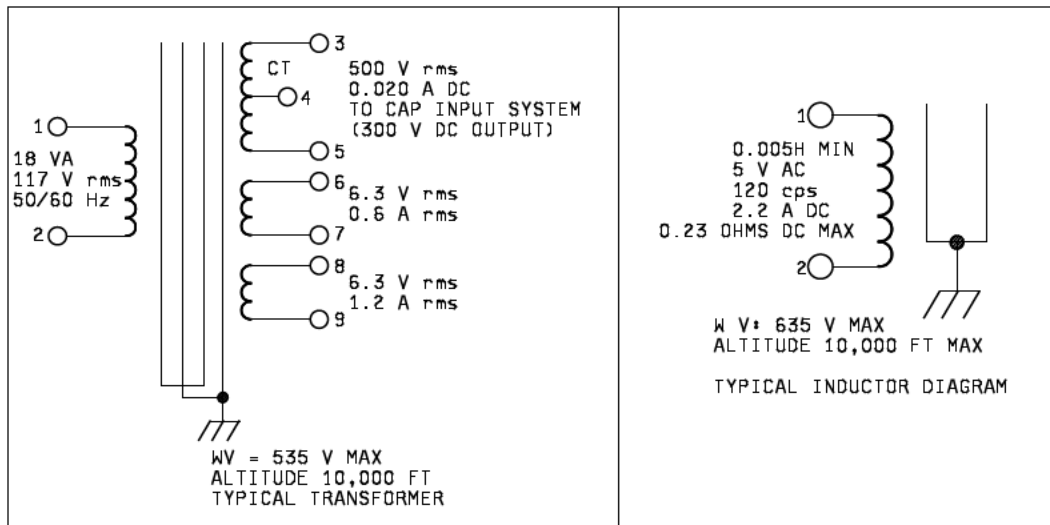 3
CT
500 V rms
0.020 A DC
4
TO CAP INPUT SYSTEM
(300 V DC OUTPUT)
5
1
18 VA
117 V rms
50/60 Hz
2
6
6.3 V rms
0.6 A rms
7
8
6.3 V rms
1.2 A rms
9
WV = 535 V MAX
ALTITUDE 10,000 FT
TYPICAL TRANSFORMER
1
0.005H MIN
5 V AC
120 cps
2.2 A DC
0.23 OHMS DC MAX
2
W V: 635 V MAX
ALTITUDE 10,000 FT MAX
TYPICAL INDUCTOR DIAGRAM